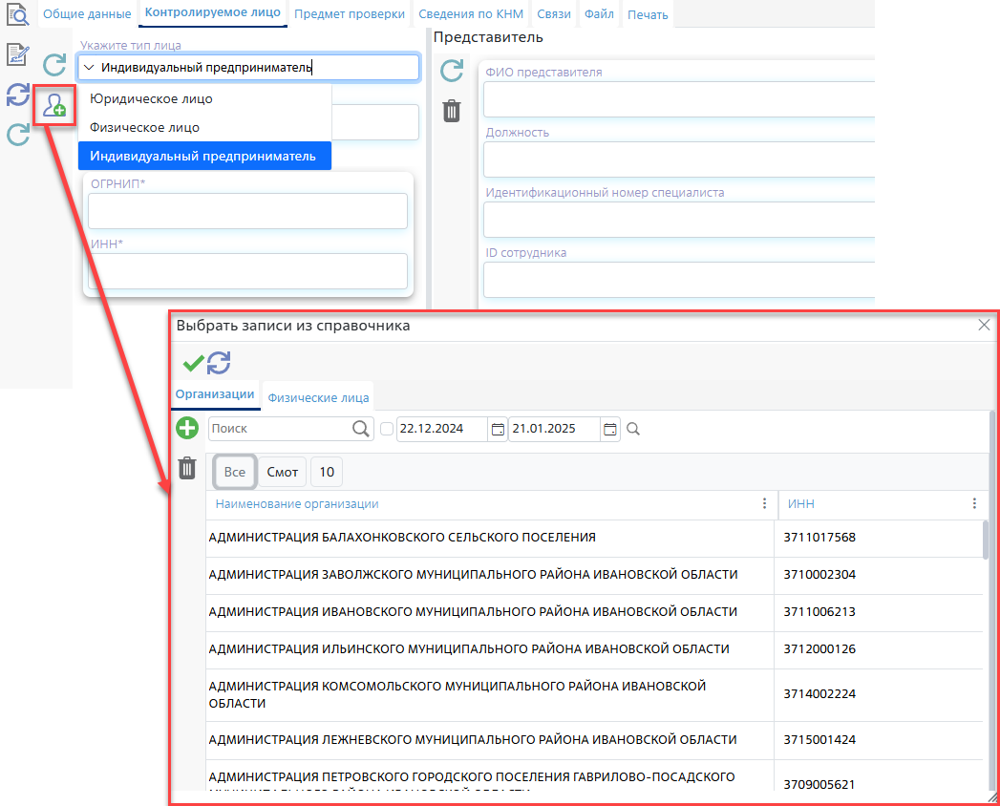 Общие данные
Контролируемое лицо
Предмет проверки
Сведения по КНМ
Связи
Файл
Печать
Укажите тип лица
Индивидуальный предприниматель
Юридическое лицо
Физическое лицо
Индивидуальный предприниматель
ОГРНИП*
ИНН*
Представитель
ФИО представителя
Должность
Идентификационный номер специалиста
ID сотрудника
Выбрать записи из справочника
Организации
Физические лица
Поиск
22.12.2024
21.01.2025
Все
Смот
10
Наименование организации
ИНН
АДМИНИСТРАЦИЯ БАЛАХОНКОВСКОГО СЕЛЬСКОГО ПОСЕЛЕНИЯ
3711017568
АДМИНИСТРАЦИЯ ЗАВОЛЖСКОГО МУНИЦИПАЛЬНОГО РАЙОНА ИВАНОВСКОЙ ОБЛАСТИ
3710002304
АДМИНИСТРАЦИЯ ИВАНОВСКОГО МУНИЦИПАЛЬНОГО РАЙОНА ИВАНОВСКОЙ ОБЛАСТИ
3711006213
АДМИНИСТРАЦИЯ ИЛЬИНСКОГО МУНИЦИПАЛЬНОГО РАЙОНА ИВАНОВСКОЙ ОБЛАСТИ
3712000126
АДМИНИСТРАЦИЯ КОМСОМОЛЬСКОГО МУНИЦИПАЛЬНОГО РАЙОНА ИВАНОВСКОЙ
ОБЛАСТИ
3714002224
АДМИНИСТРАЦИЯ ЛЕЖНЕВСКОГО МУНИЦИПАЛЬНОГО РАЙОНА ИВАНОВСКОЙ ОБЛАСТИ
3715001424
АДМИНИСТРАЦИЯ ПЕТРОВСКОГО ГОРОДСКОГО ПОСЕЛЕНИЯ ГАВРИЛОВО-ПОСАДСКОГО
МУНИЦИПАЛЬНОГО РАЙОНА ИВАНОВСКОЙ ОБЛАСТИ
3709005621